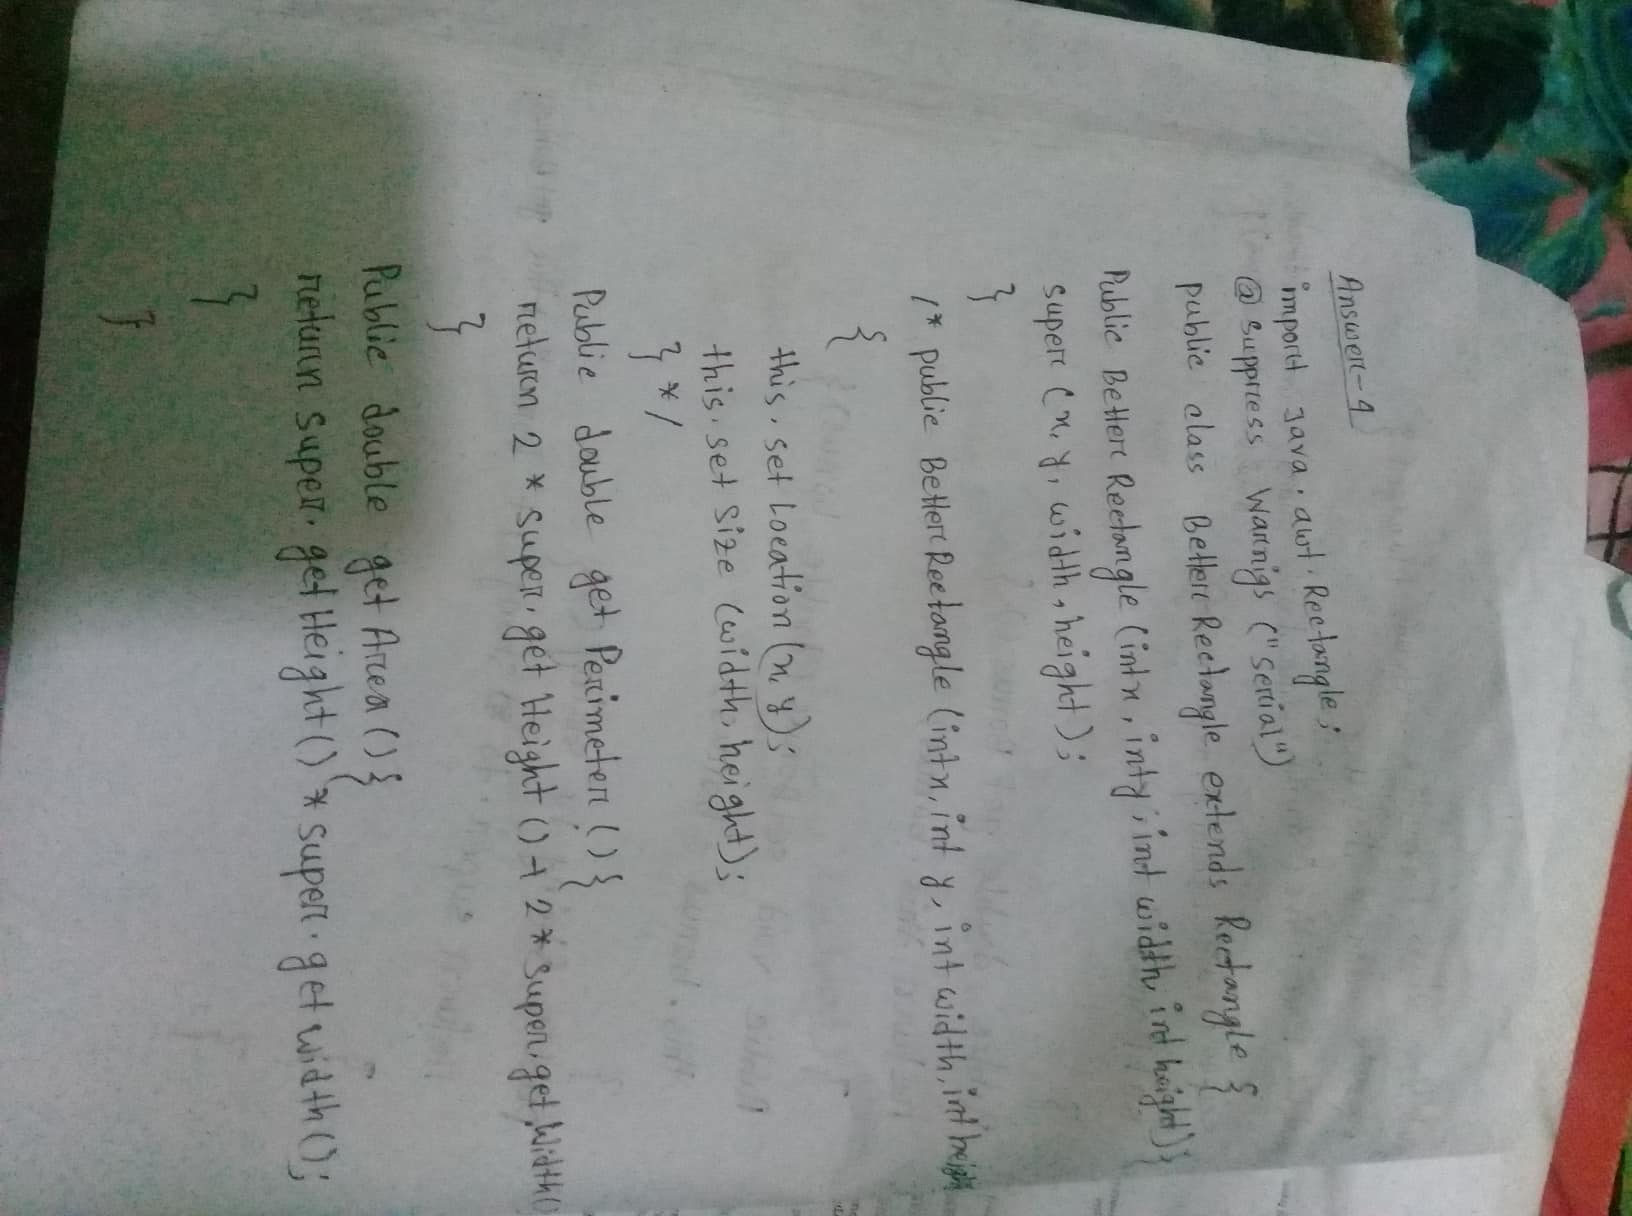 Answer-4
import java.awt.Rectangle;
@ Suppress Warnigs ("serial")
public class Better Rectangle extends Rectangle {
Public Better Rectangle (int x, int y, int width, int height) {
super (x, y, width, height);
}
/* public Better Rectangle (int x, int y, int width, int heigh
{
this. set Location (x, y);
this. set Size (width, height);
} */
Public double get Perimeter () {
return 2 * super. get Height () + 2 * super. get Width (
}
Public double get Area () {
return super. get Height () * super. get width ();
}
}